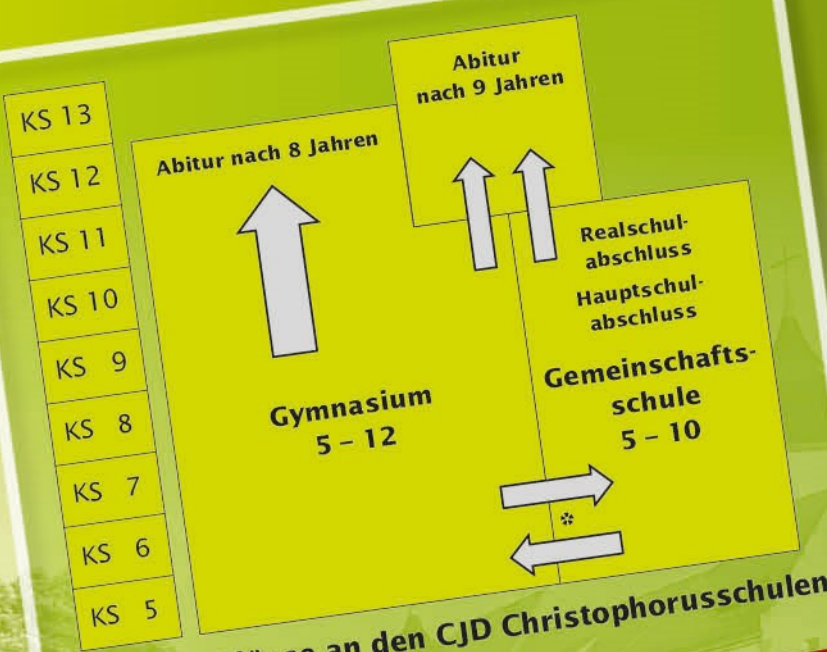 KS 13
KS 12
KS 11
KS 10
KS 9
KS 8
KS 7
KS 6
KS 5
Abitur nach 8 Jahren
Gymnasium
5 – 12
Abitur
nach 9 Jahren
Realschul-
abschluss
Hauptschul-
abschluss
Gemeinschafts-
schule
5 – 10
*
an den CJD Christophorusschulen